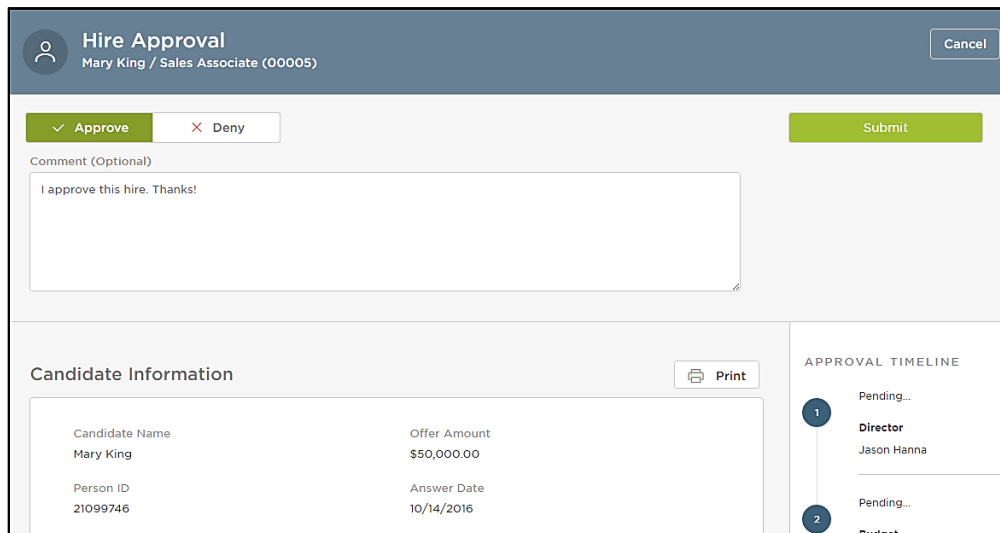 Hire Approval
Mary King / Sales Associate (00005)
Cancel
Approve
Deny
Submit
Comment (Optional)
I approve this hire. Thanks!
Candidate Information
Print
Candidate Name
Mary King
Offer Amount
$50,000.00
Person ID
21099746
Answer Date
10/14/2016
APPROVAL TIMELINE
1
Pending...
Director
Jason Hanna
2
Pending...